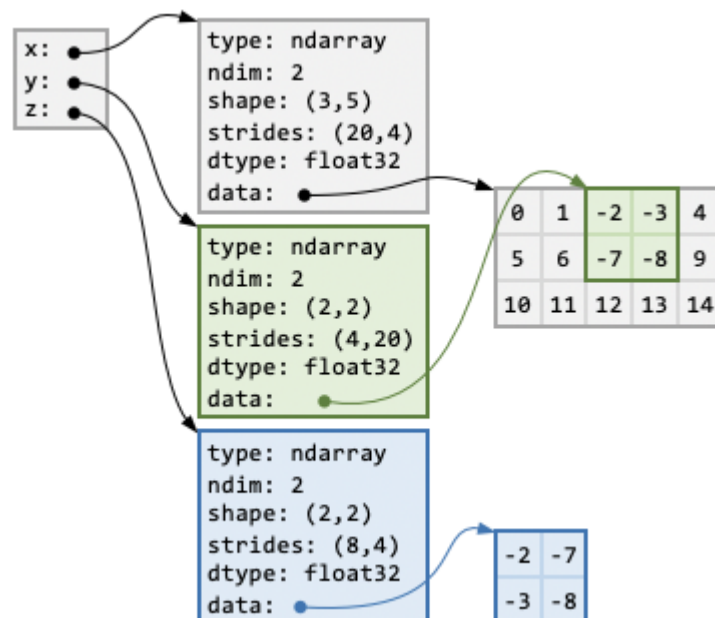 x:
y:
z:
type: ndarray
ndim: 2
shape: (3,5)
strides: (20,4)
dtype: float32
data:
0 1 -2 -3 4
5 6 -7 -8 9
10 11 12 13 14
type: ndarray
ndim: 2
shape: (2,2)
strides: (4,20)
dtype: float32
data:
type: ndarray
ndim: 2
shape: (2,2)
strides: (8,4)
dtype: float32
data:
-2 -7
-3 -8